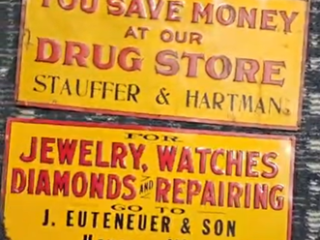 YOU SAVE MONEY
AT OUR
DRUG STORE
STAUFFER & HARTMAN.
FOR
JEWELRY, WATCHES
DIAMONDS AND REPAIRING
GO TO
J. EUTENEUER & SON